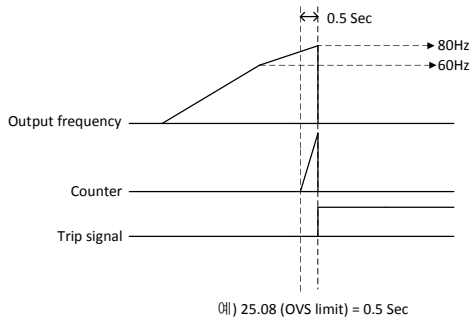 0.5 Sec
80Hz
60Hz
Output frequency
Counter
Trip signal
예) 25.08 (OVS limit) = 0.5 Sec